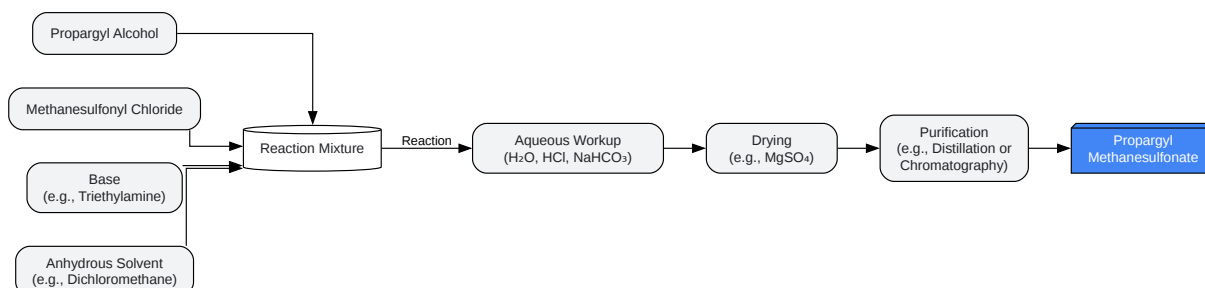 Propargyl Alcohol
Methanesulfonyl Chloride
Base
(e.g., Triethylamine)
Anhydrous Solvent
(e.g., Dichloromethane)
Reaction Mixture
Reaction
Aqueous Workup
(H₂O, HCl, NaHCO₃)
Drying
(e.g., MgSO₄)
Purification
(e.g., Distillation or
Chromatography)
Propargyl
Methanesulfonate